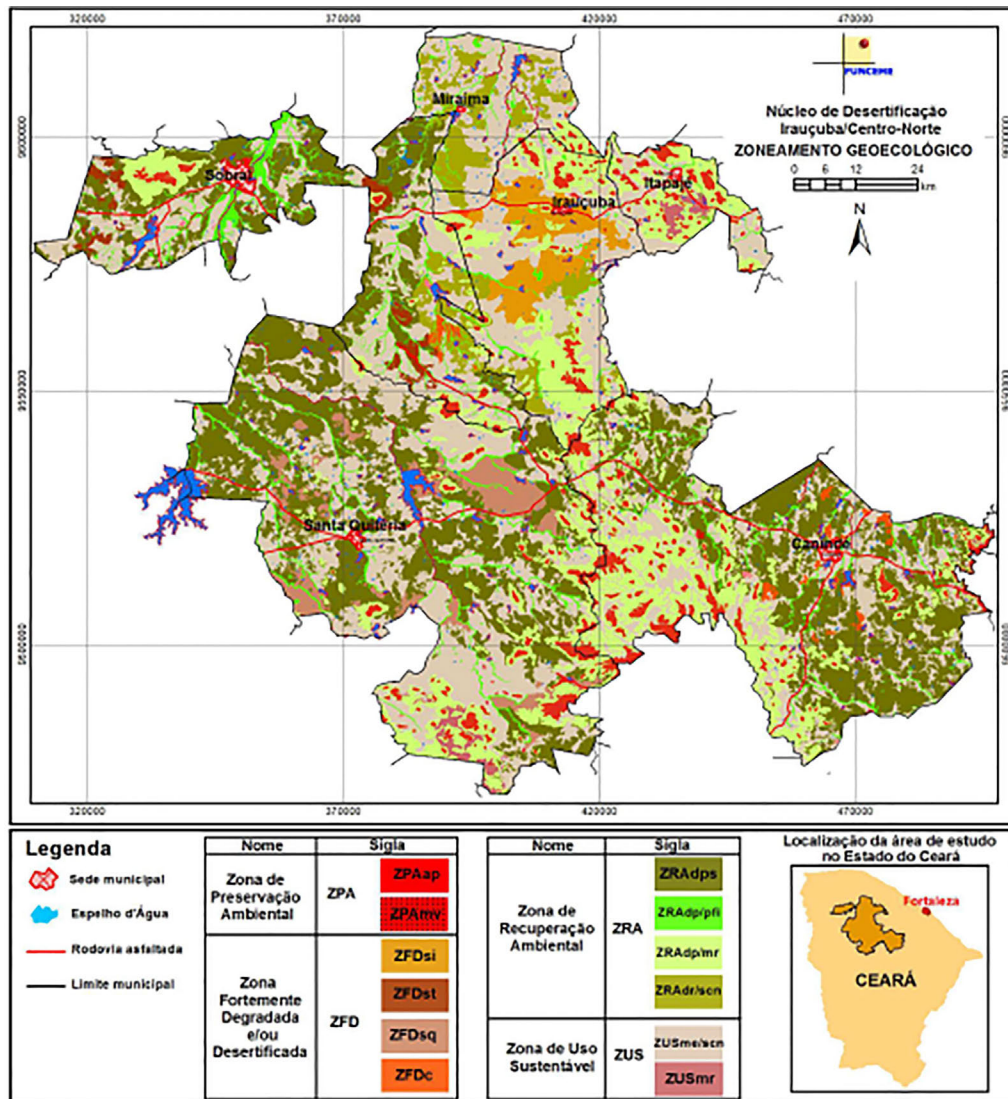 320000 370000 420000 470000
FUNCEME
Núcleo de Desertificação
Irauçuba/Centro-Norte
ZONEAMENTO GEOECOLÓGICO
0 6 12 24
km
N
Miraíma
Sobral
Itapajé
Irauçuba
Santa Quitéria
Canindé
320000 370000 420000 470000
Legenda
Sede municipal
Espelho d'Água
Rodovia asfaltada
Limite municipal
Nome Sigla
Zona de
Preservação
Ambiental
ZPA
ZPAap
ZPAmv
Zona
Fortemente
Degradada
e/ou
Desertificada
ZFD
ZFDsi
ZFDst
ZFDsq
ZFDc
Nome Sigla
Zona de
Recuperação
Ambiental
ZRA
ZRAdps
ZRAdp/pfl
ZRAdp/mr
ZRAdr/scn
Zona de Uso
Sustentável
ZUS
ZUSme/scn
ZUSmr
Localização da área de estudo
no Estado do Ceará
Fortaleza
CEARÁ